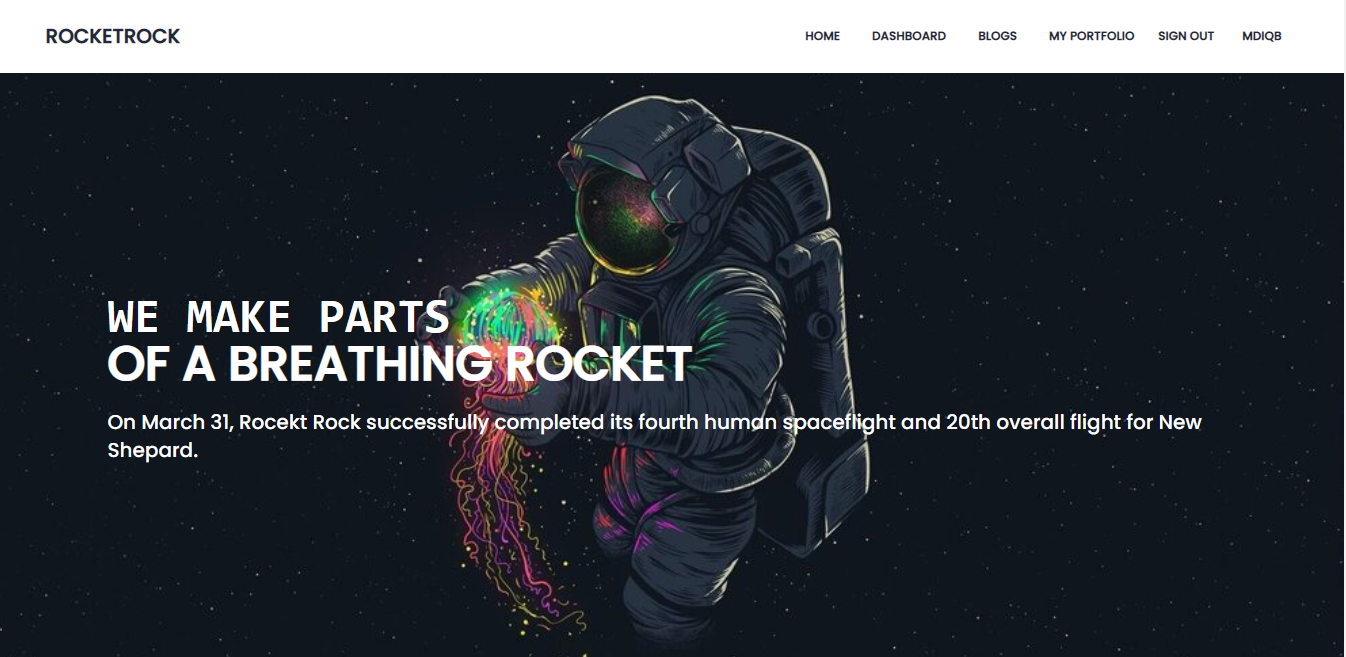 ROCKETROCK
HOME DASHBOARD BLOGS MY PORTFOLIO SIGN OUT MDIQB
WE MAKE PARTS
OF A BREATHING ROCKET
On March 31, Rocekt Rock successfully completed its fourth human spaceflight and 20th overall flight for New
Shepard.